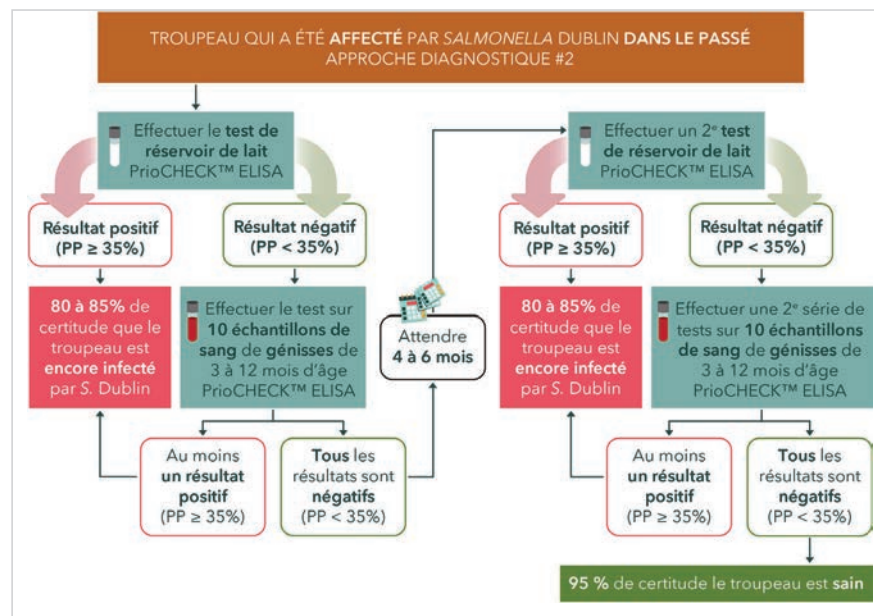 TROUPEAU QUI A ÉTÉ AFFECTÉ PAR SALMONELLA DUBLIN DANS LE PASSÉ
APPROCHE DIAGNOSTIQUE #2
Effectuer le test de
réservoir de lait
PrioCHECK™ ELISA
Résultat positif
(PP ≥ 35%)
Résultat négatif
(PP < 35%)
80 à 85% de
certitude que le
troupeau est
encore infecté
par S. Dublin
Effectuer le test sur
10 échantillons de
sang de génisses de
3 à 12 mois d'âge
PrioCHECK™ ELISA
Au moins
un résultat
positif
(PP ≥ 35%)
Tous les
résultats sont
négatifs
(PP < 35%)
Attendre
4 à 6 mois
Effectuer un 2e test
de réservoir de lait
PrioCHECK™ ELISA
Résultat positif
(PP ≥ 35%)
Résultat négatif
(PP < 35%)
80 à 85% de
certitude que le
troupeau est
encore infecté
par S. Dublin
Effectuer une 2e série de
tests sur 10 échantillons
de sang de génisses de
3 à 12 mois d'âge
PrioCHECK™ ELISA
Au moins
un résultat
positif
(PP ≥ 35%)
Tous les
résultats sont
négatifs
(PP < 35%)
95 % de certitude le troupeau est sain